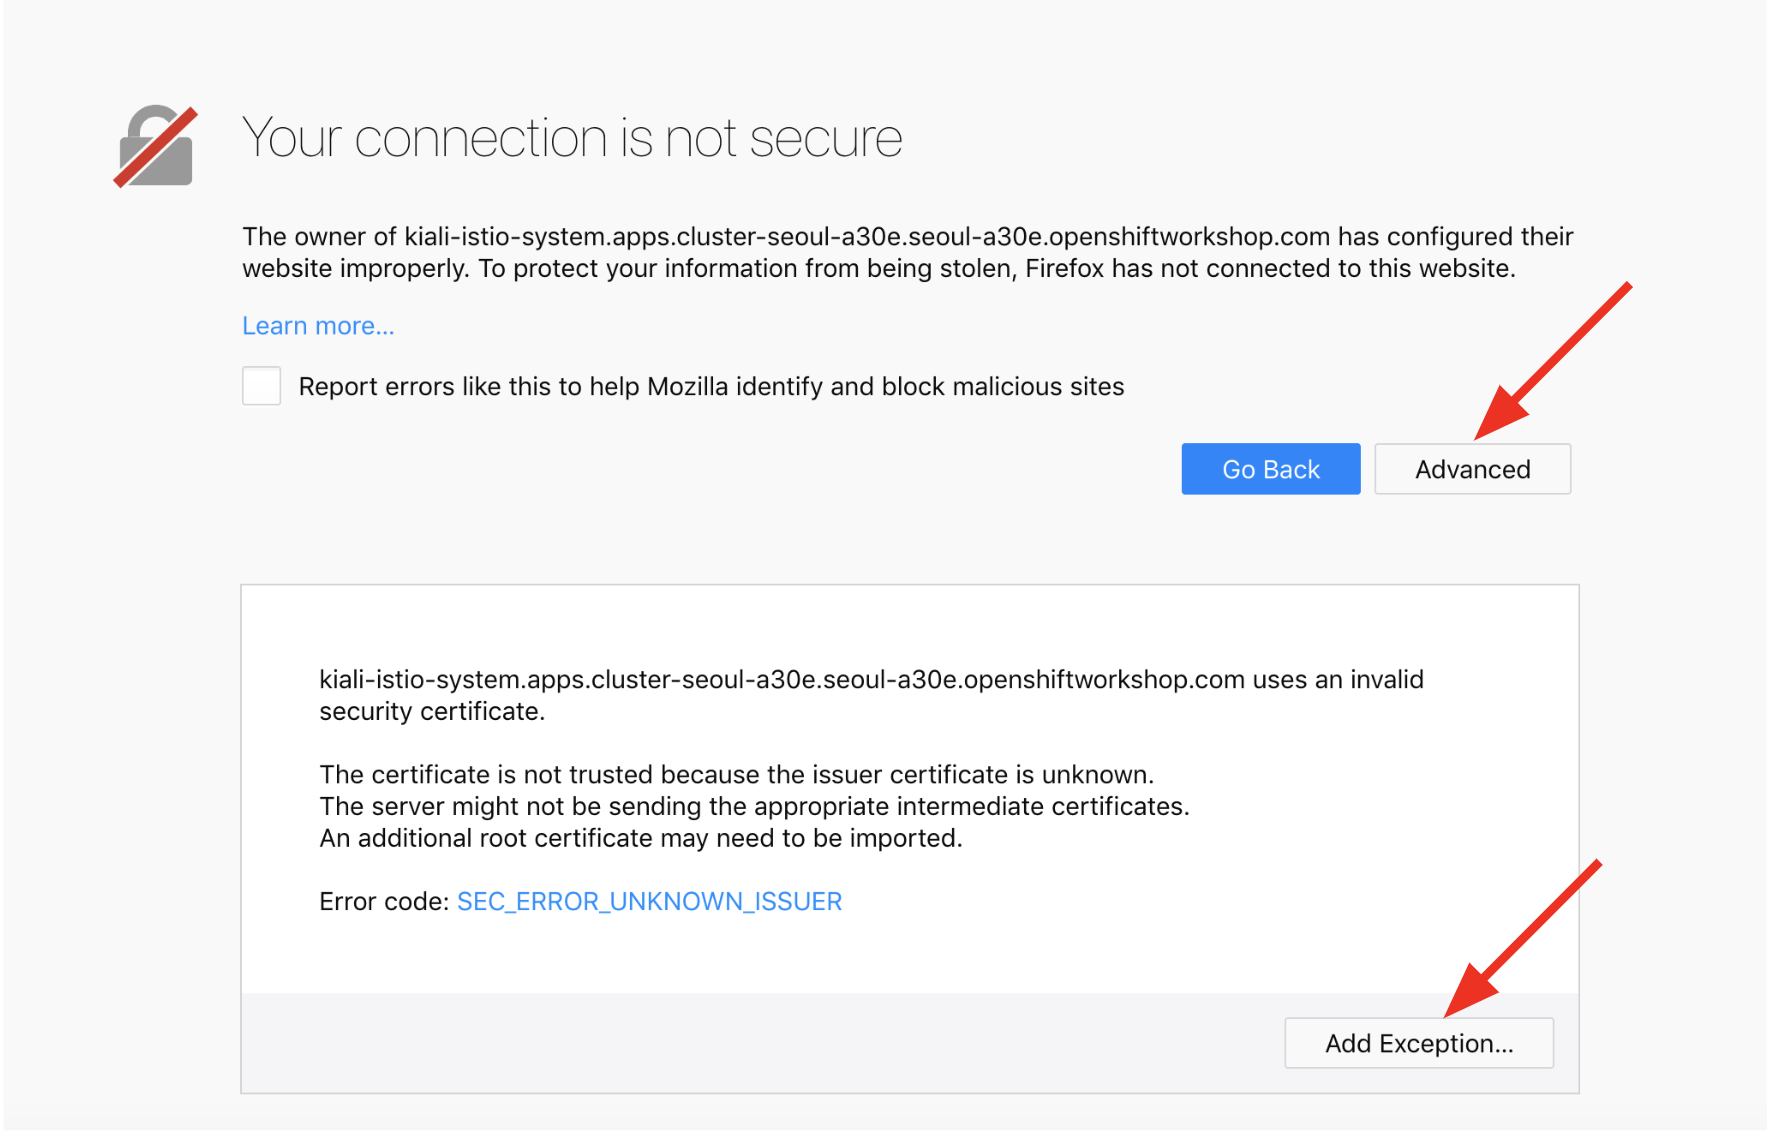 Your connection is not secure
The owner of kiali-istio-system.apps.cluster-seoul-a30e.seoul-a30e.openshiftworkshop.com has configured their
website improperly. To protect your information from being stolen, Firefox has not connected to this website.
Learn more...
Report errors like this to help Mozilla identify and block malicious sites
Go Back
Advanced
kiali-istio-system.apps.cluster-seoul-a30e.seoul-a30e.openshiftworkshop.com uses an invalid
security certificate.
The certificate is not trusted because the issuer certificate is unknown.
The server might not be sending the appropriate intermediate certificates.
An additional root certificate may need to be imported.
Error code: SEC_ERROR_UNKNOWN_ISSUER
Add Exception...